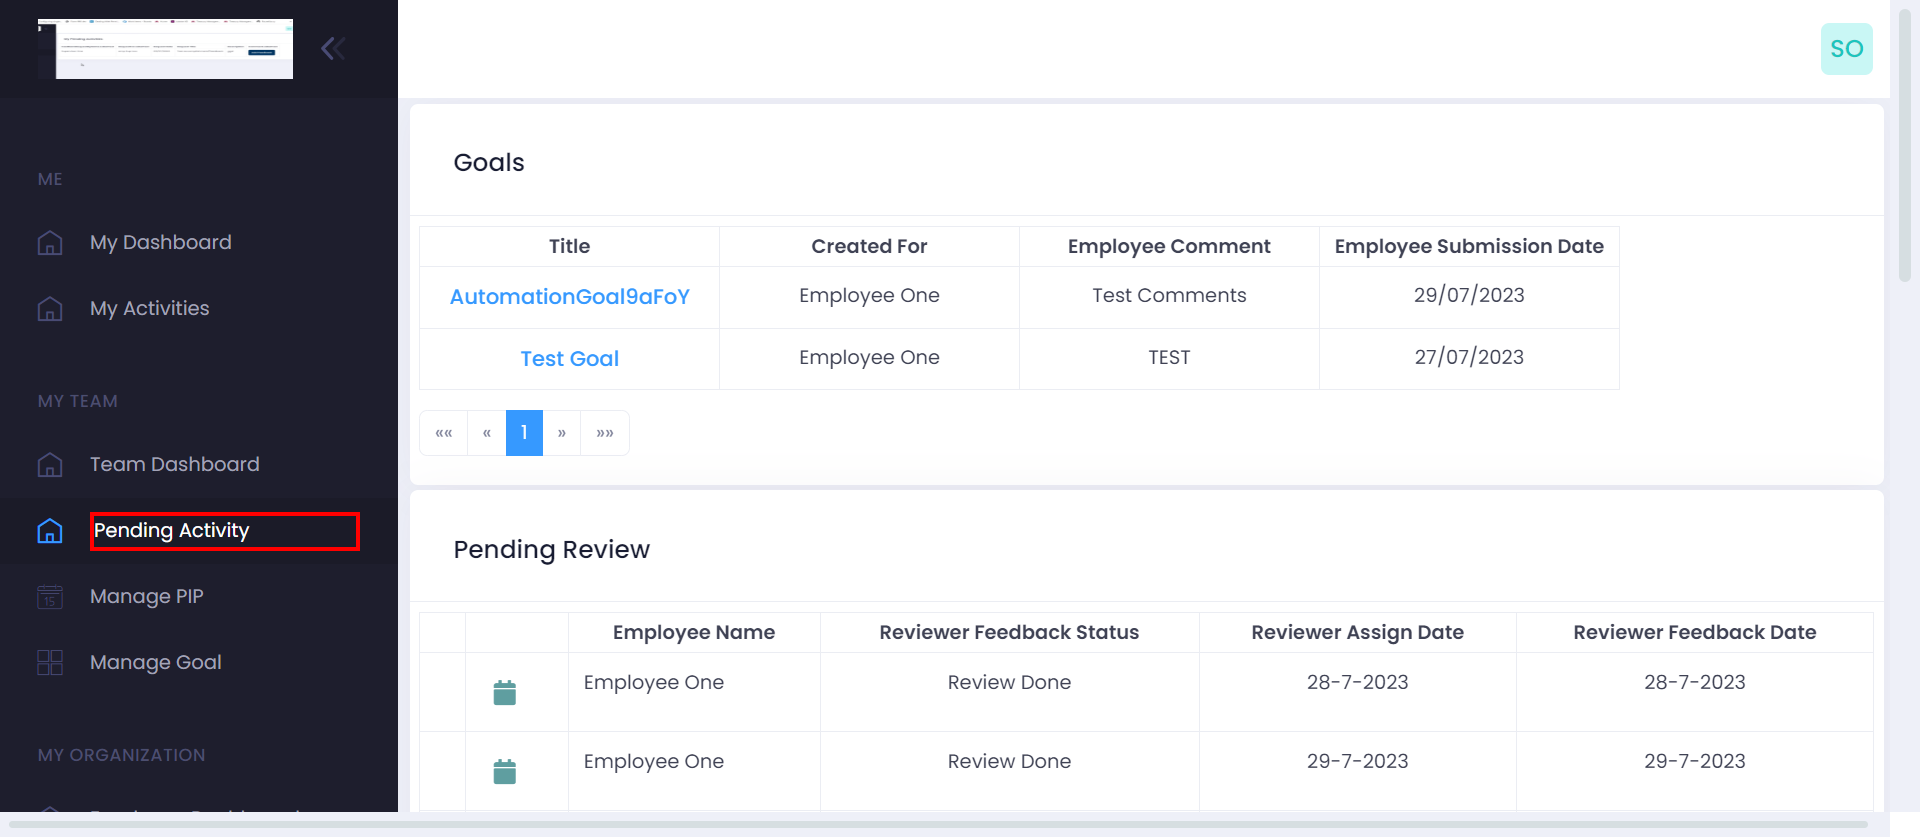 SO
ME
My Dashboard
My Activities
MY TEAM
Team Dashboard
Pending Activity
15
Manage PIP
Manage Goal
MY ORGANIZATION
Goals
Title Created For Employee Comment Employee Submission Date
AutomationGoal9aFoY Employee One Test Comments 29/07/2023
Test Goal Employee One TEST 27/07/2023
«« « 1 » »»
Pending Review
Employee Name Reviewer Feedback Status Reviewer Assign Date Reviewer Feedback Date
Employee One Review Done 28-7-2023 28-7-2023
Employee One Review Done 29-7-2023 29-7-2023